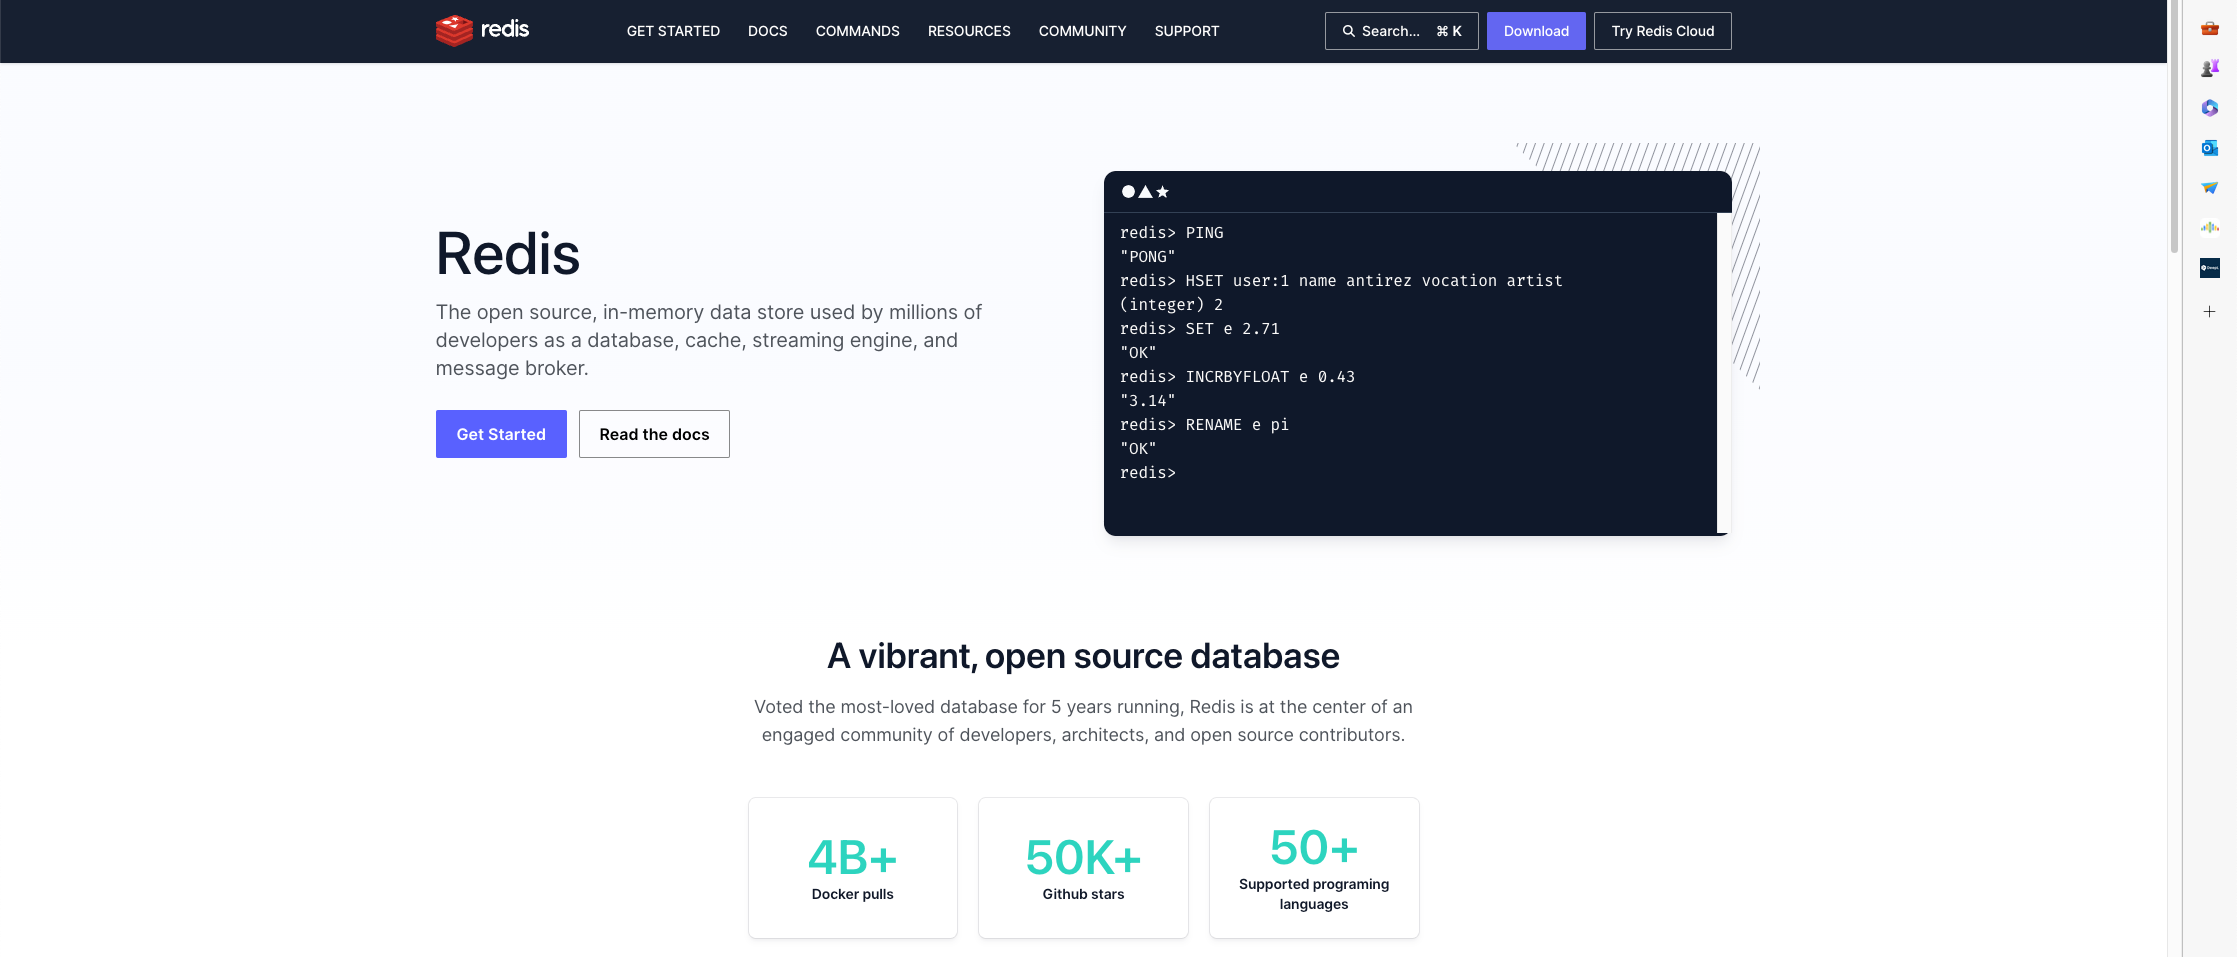 redis
GET STARTED
DOCS
COMMANDS
RESOURCES
COMMUNITY
SUPPORT
Search... ⌘ K
Download
Try Redis Cloud
Redis
The open source, in-memory data store used by millions of
developers as a database, cache, streaming engine, and
message broker.
Get Started
Read the docs
redis> PING
"PONG"
redis> HSET user:1 name antirez vocation artist
(integer) 2
redis> SET e 2.71
"OK"
redis> INCRBYFLOAT e 0.43
"3.14"
redis> RENAME e pi
"OK"
redis>
A vibrant, open source database
Voted the most-loved database for 5 years running, Redis is at the center of an
engaged community of developers, architects, and open source contributors.
4B+
Docker pulls
50K+
Github stars
50+
Supported programing
languages